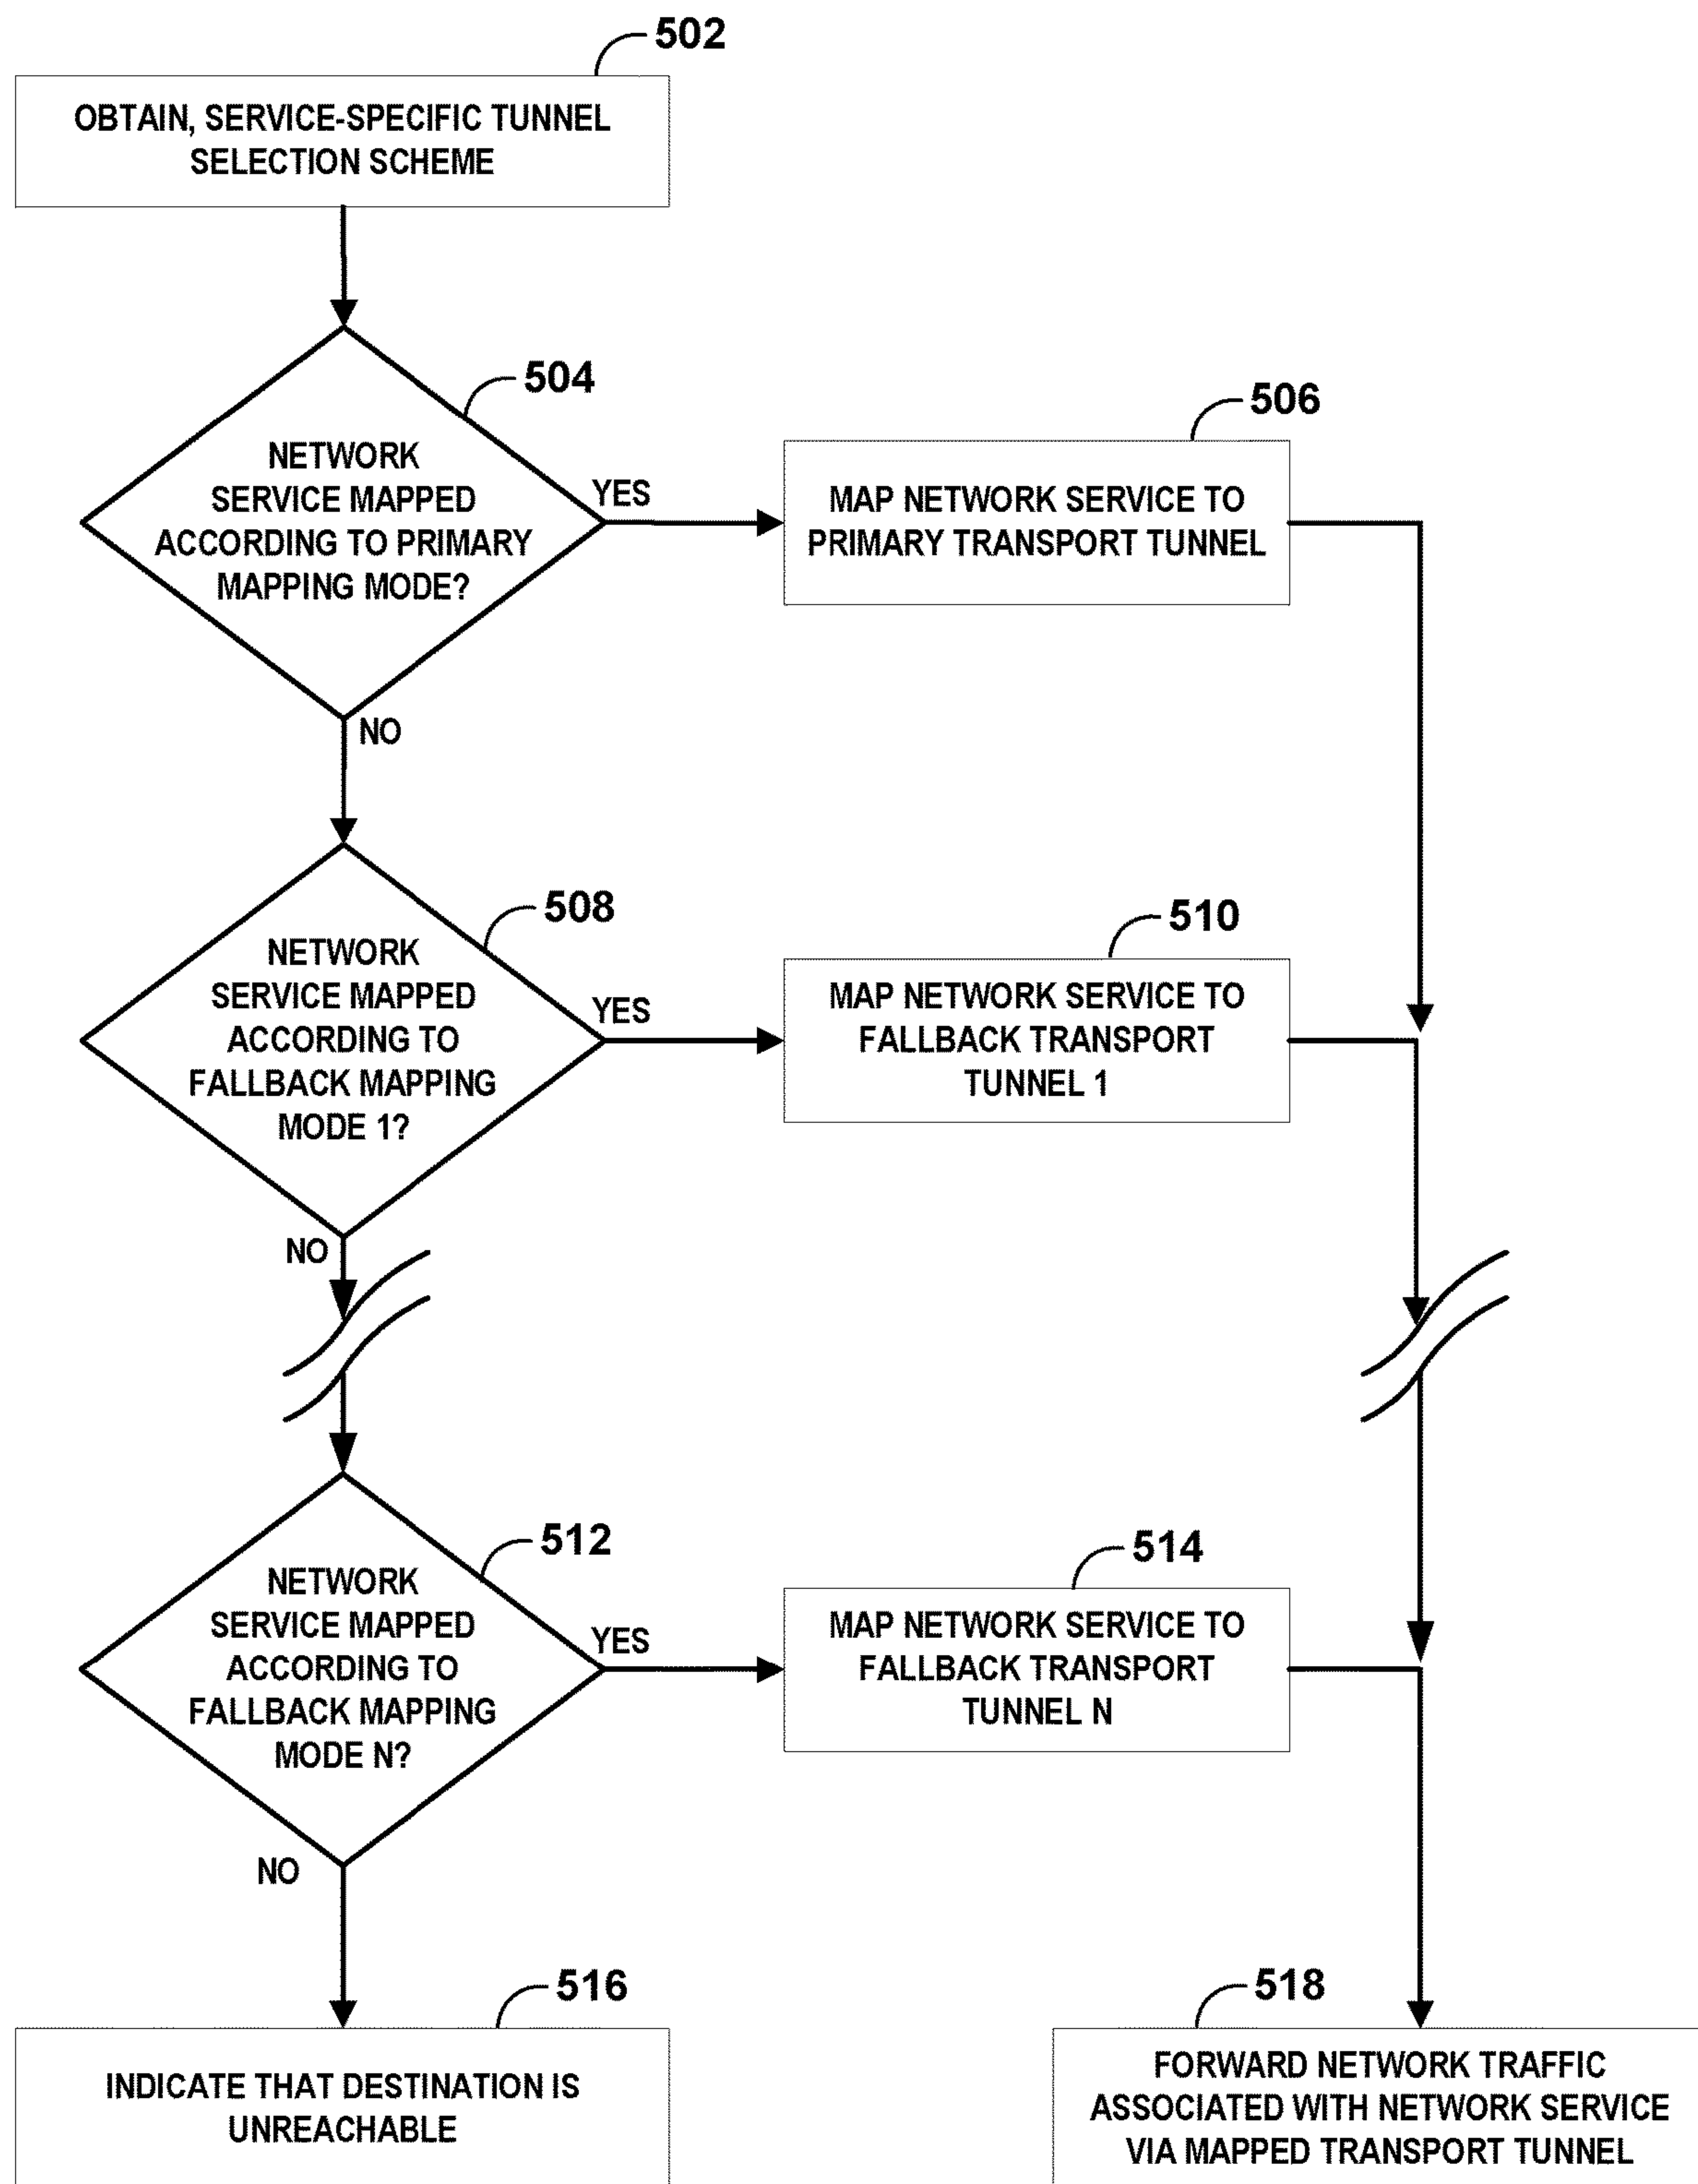 502
OBTAIN, SERVICE-SPECIFIC TUNNEL
SELECTION SCHEME
504
NETWORK
SERVICE MAPPED
ACCORDING TO PRIMARY
MAPPING MODE?
YES
506
MAP NETWORK SERVICE TO
PRIMARY TRANSPORT TUNNEL
NO
508
NETWORK
SERVICE MAPPED
ACCORDING TO
FALLBACK MAPPING
MODE 1?
YES
510
MAP NETWORK SERVICE TO
FALLBACK TRANSPORT
TUNNEL 1
NO
512
NETWORK
SERVICE MAPPED
ACCORDING TO
FALLBACK MAPPING
MODE N?
YES
514
MAP NETWORK SERVICE TO
FALLBACK TRANSPORT
TUNNEL N
NO
516
INDICATE THAT DESTINATION IS
UNREACHABLE
518
FORWARD NETWORK TRAFFIC
ASSOCIATED WITH NETWORK SERVICE
VIA MAPPED TRANSPORT TUNNEL